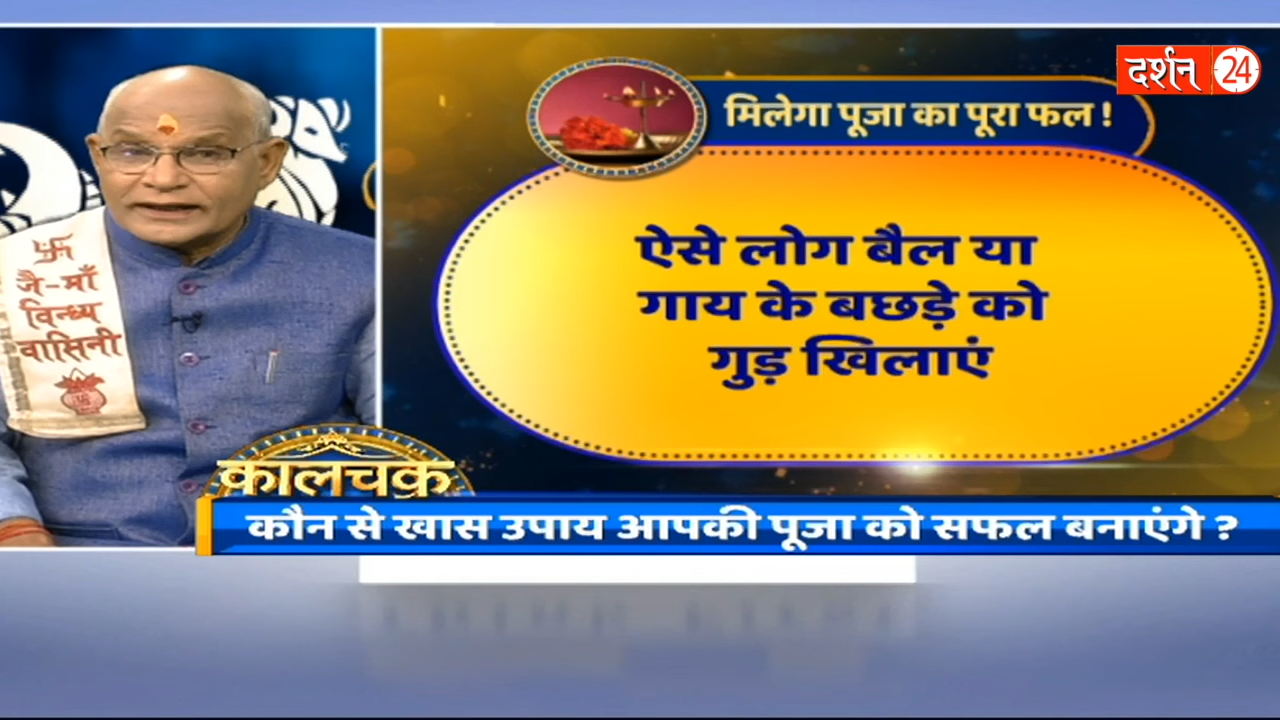 दर्शन 24
मिलेगा पूजा का पूरा फल !
ऐसे लोग बैल या
गाय के बछड़े को
गुड़ खिलाएं
जै-माँ
विन्ध्य
वासिनी
कालचक्र
कौन से खास उपाय आपकी पूजा को सफल बनाएंगे ?